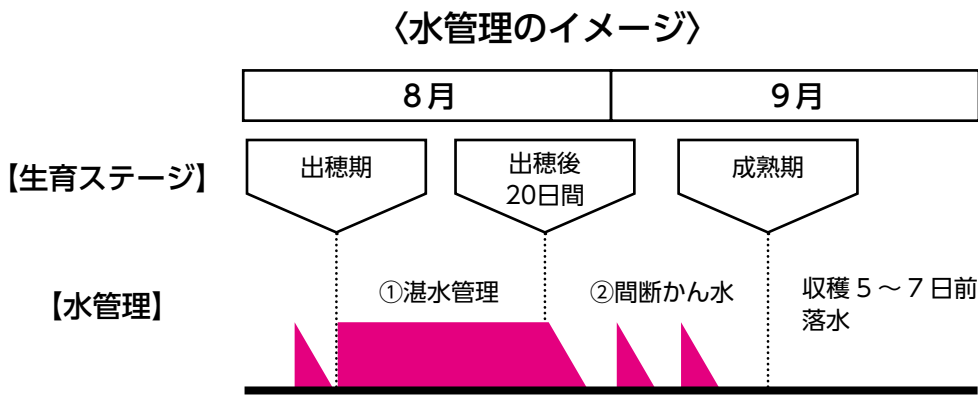 〈水管理のイメージ〉
８月
９月
【生育ステージ】
出穂期
出穂後
20日間
成熟期
【水管理】
①湛水管理
②間断かん水
収穫５～７日前
落水